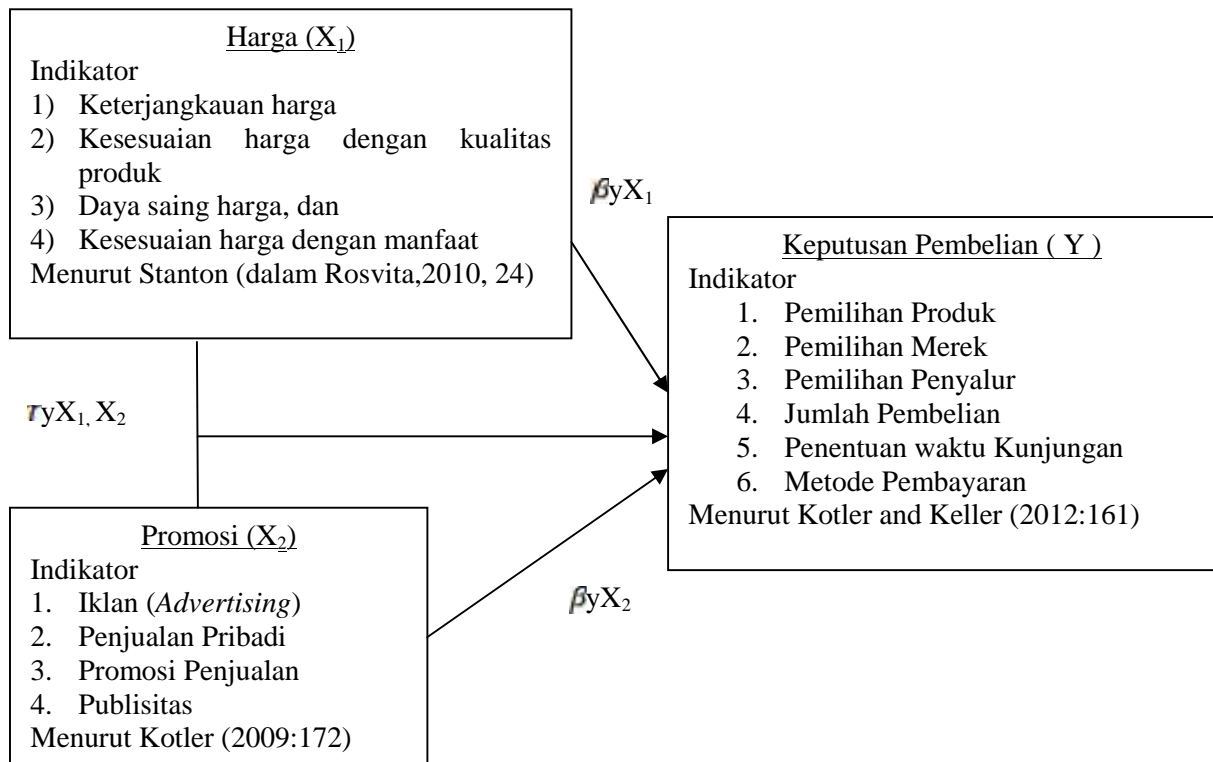 Harga (X₁)
Indikator
1) Keterjangkauan harga
2) Kesesuaian harga dengan kualitas
produk
3) Daya saing harga, dan
4) Kesesuaian harga dengan manfaat
Menurut Stanton (dalam Rosvita,2010, 24)
βyX₁
Keputusan Pembelian ( Y )
Indikator
1. Pemilihan Produk
2. Pemilihan Merek
3. Pemilihan Penyalur
4. Jumlah Pembelian
5. Penentuan waktu Kunjungan
6. Metode Pembayaran
Menurut Kotler and Keller (2012:161)
τyX₁, X₂
Promosi (X₂)
Indikator
1. Iklan (Advertising)
2. Penjualan Pribadi
3. Promosi Penjualan
4. Publisitas
Menurut Kotler (2009:172)
βyX₂